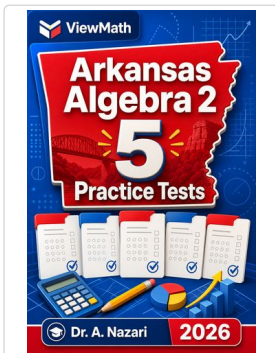 ViewMath
Arkansas
Algebra 2
5
Practice Tests
Dr. A. Nazari
2026